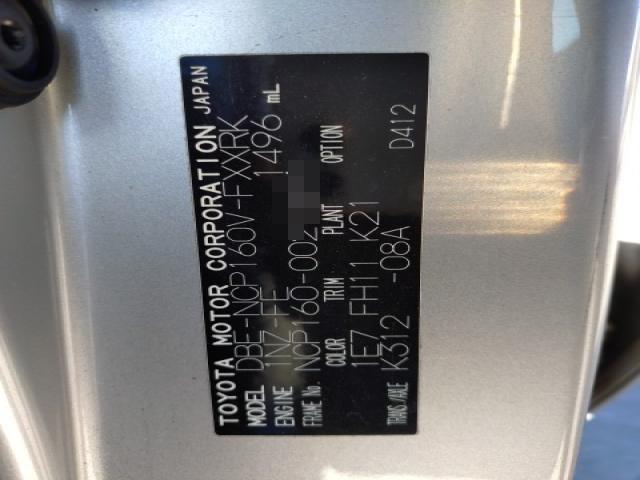 TOYOTA MOTOR CORPORATION JAPAN
MODEL DBE-NCP160V-FXXRK
ENGINE 1NZ-FE 1496 mL
FRAME No. NCP160-002
COLOR TRIM PLANT OPTION
1E7 FH11 K21
TRANS./AXLE K312 -08A D412